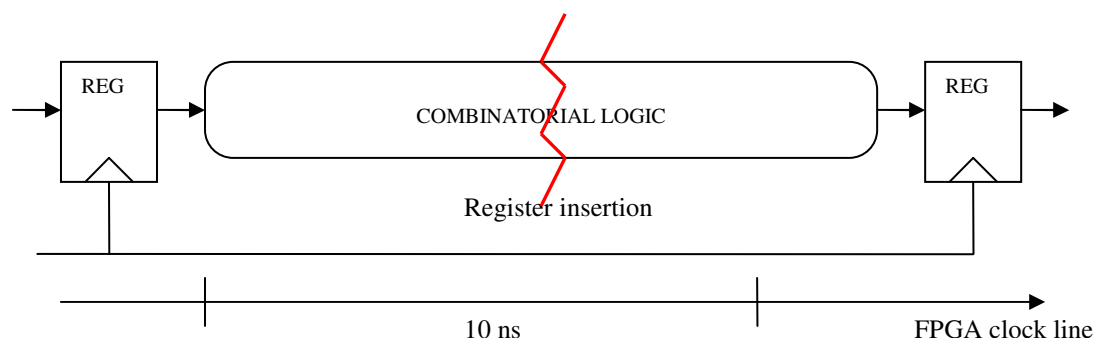 REG
COMBINATORIAL LOGIC
REG
Register insertion
10 ns
FPGA clock line